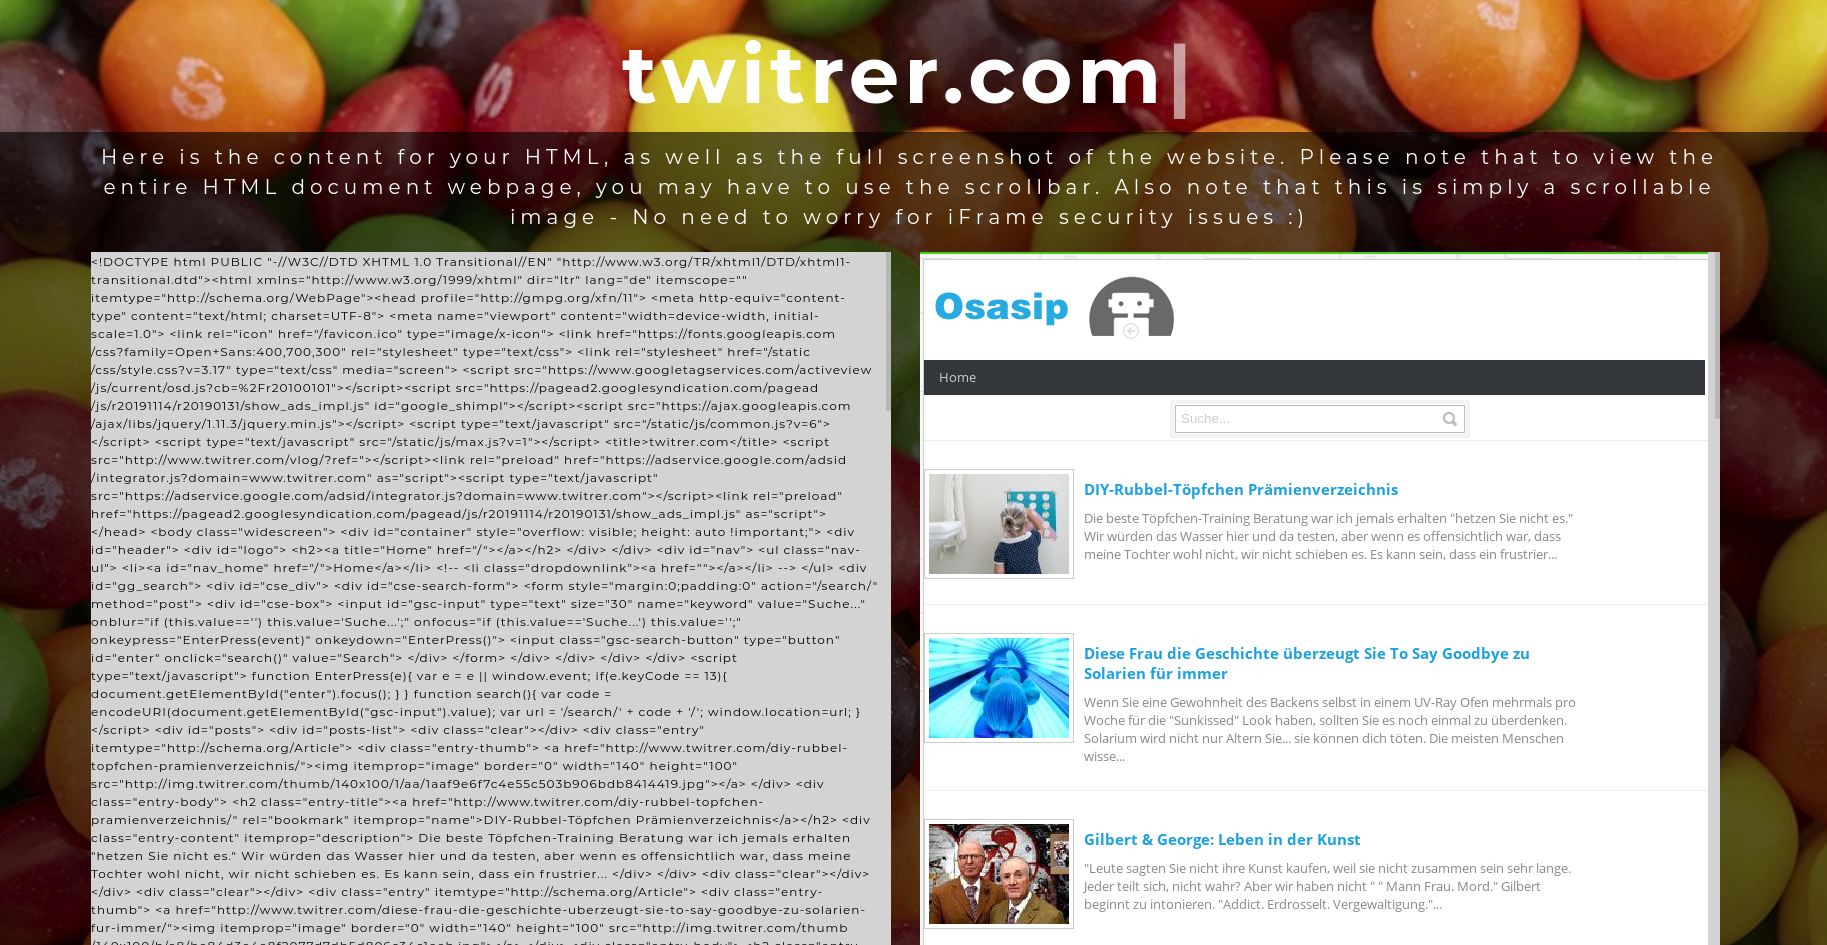 twitrer.com
Here is the content for your HTML, as well as the full screenshot of the website. Please note that to view the
entire HTML document webpage, you may have to use the scrollbar. Also note that this is simply a scrollable
image - No need to worry for iFrame security issues :)
<!DOCTYPE html PUBLIC "-//W3C//DTD XHTML 1.0 Transitional//EN" "http://www.w3.org/TR/xhtml1/DTD/xhtml1-
transitional.dtd"><html xmlns="http://www.w3.org/1999/xhtml" dir="ltr" lang="de" itemscope=""
itemtype="http://schema.org/WebPage"><head profile="http://gmpg.org/xfn/11"> <meta http-equiv="content-
type" content="text/html; charset=UTF-8"> <meta name="viewport" content="width=device-width, initial-
scale=1.0"> <link rel="icon" href="/favicon.ico" type="image/x-icon"> <link href="https://fonts.googleapis.com
/css?family=Open+Sans:400,700,300" rel="stylesheet" type="text/css"> <link rel="stylesheet" href="/static
/css/style.css?v=3.17" type="text/css" media="screen"> <script src="https://www.googletagservices.com/activeview
/js/current/osd.js?cb=%2Fr20100101"></script><script src="https://pagead2.googlesyndication.com/pagead
/js/r20191114/r20190131/show_ads_impl.js" id="google_shimpl"></script><script src="https://ajax.googleapis.com
/ajax/libs/jquery/1.11.3/jquery.min.js"></script> <script type="text/javascript" src="/static/js/common.js?v=6">
</script> <script type="text/javascript" src="/static/js/max.js?v=1"></script> <title>twitrer.com</title> <script
src="http://www.twitrer.com/vlog/?ref="></script><link rel="preload" href="https://adservice.google.com/adsid
/integrator.js?domain=www.twitrer.com" as="script"><script type="text/javascript"
src="https://adservice.google.com/adsid/integrator.js?domain=www.twitrer.com"></script><link rel="preload"
href="https://pagead2.googlesyndication.com/pagead/js/r20191114/r20190131/show_ads_impl.js" as="script">
</head> <body class="widescreen"> <div id="container" style="overflow: visible; height: auto !important;"> <div
id="header"> <div id="logo"> <h2><a title="Home" href="/"></a></h2> </div> </div> <div id="nav"> <ul class="nav-
ul"> <li><a id="nav_home" href="/">Home</a></li> <!-- <li class="dropdownlink"><a href=""></a></li> --> </ul> <div
id="gg_search"> <div id="cse_div"> <div id="cse-search-form"> <form style="margin:0;padding:0" action="/search/"
method="post"> <div id="cse-box"> <input id="gsc-input" type="text" size="30" name="keyword" value="Suche..."
onblur="if (this.value=='') this.value='Suche...';" onfocus="if (this.value=='Suche...') this.value='';"
onkeypress="EnterPress(event)" onkeydown="EnterPress()"> <input class="gsc-search-button" type="button"
id="enter" onclick="search()" value="Search"> </div> </form> </div> </div> </div> </div> <script
type="text/javascript"> function EnterPress(e){ var e = e || window.event; if(e.keyCode == 13){
document.getElementById("enter").focus(); } } function search(){ var code =
encodeURI(document.getElementById("gsc-input").value); var url = '/search/' + code + '/'; window.location=url; }
</script> <div id="posts"> <div id="posts-list"> <div class="clear"></div> <div class="entry"
itemtype="http://schema.org/Article"> <div class="entry-thumb"> <a href="http://www.twitrer.com/diy-rubbel-
topfchen-pramienverzeichnis/"><img itemprop="image" border="0" width="140" height="100"
src="http://img.twitrer.com/thumb/140x100/1/aa/1aaf9e6f7c4e55c503b906bdb8414419.jpg"></a> </div> <div
class="entry-body"> <h2 class="entry-title"><a href="http://www.twitrer.com/diy-rubbel-topfchen-
pramienverzeichnis/" rel="bookmark" itemprop="name">DIY-Rubbel-Töpfchen Prämienverzeichnis</a></h2> <div
class="entry-content" itemprop="description"> Die beste Töpfchen-Training Beratung war ich jemals erhalten
"hetzen Sie nicht es." Wir würden das Wasser hier und da testen, aber wenn es offensichtlich war, dass meine
Tochter wohl nicht, wir nicht schieben es. Es kann sein, dass ein frustrier... </div> </div> <div class="clear"></div>
</div> <div class="clear"></div> <div class="entry" itemtype="http://schema.org/Article"> <div class="entry-
thumb"> <a href="http://www.twitrer.com/diese-frau-die-geschichte-uberzeugt-sie-to-say-goodbye-zu-solarien-
fur-immer/"><img itemprop="image" border="0" width="140" height="100" src="http://img.twitrer.com/thumb
Osasip
Home
Suche...
DIY-Rubbel-Töpfchen Prämienverzeichnis
Die beste Töpfchen-Training Beratung war ich jemals erhalten "hetzen Sie nicht es."
Wir würden das Wasser hier und da testen, aber wenn es offensichtlich war, dass
meine Tochter wohl nicht, wir nicht schieben es. Es kann sein, dass ein frustrier...
Diese Frau die Geschichte überzeugt Sie To Say Goodbye zu
Solarien für immer
Wenn Sie eine Gewohnheit des Backens selbst in einem UV-Ray Ofen mehrmals pro
Woche für die "Sunkissed" Look haben, sollten Sie es noch einmal zu überdenken.
Solarium wird nicht nur Altern Sie... sie können dich töten. Die meisten Menschen
wisse...
Gilbert & George: Leben in der Kunst
"Leute sagten Sie nicht ihre Kunst kaufen, weil sie nicht zusammen sein sehr lange.
Jeder teilt sich, nicht wahr? Aber wir haben nicht " " Mann Frau. Mord." Gilbert
beginnt zu intonieren. "Addict. Erdrosselt. Vergewaltigung."...